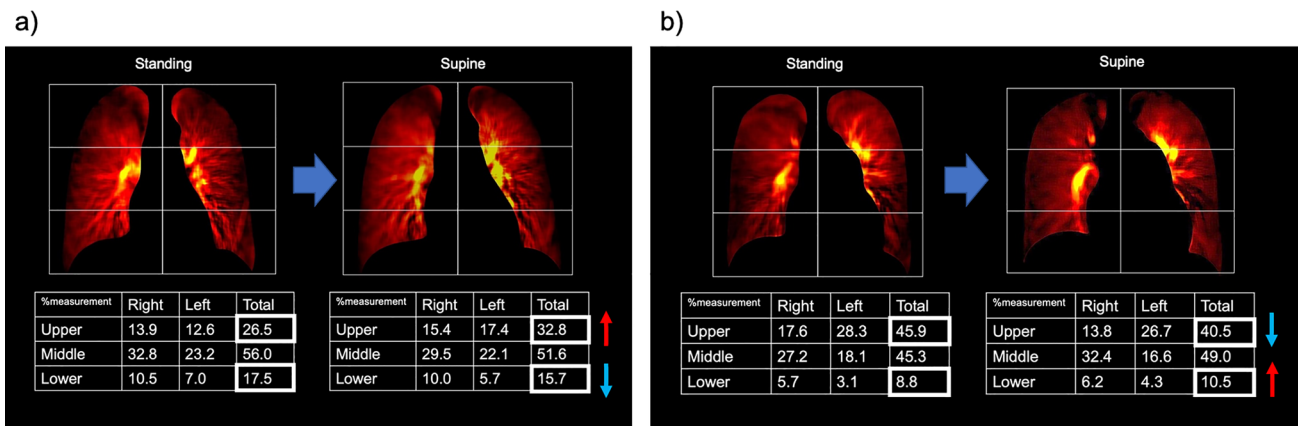 a)
Standing
Supine
%measurement Right Left Total
Upper 13.9 12.6 26.5
Middle 32.8 23.2 56.0
Lower 10.5 7.0 17.5
%measurement Right Left Total
Upper 15.4 17.4 32.8
Middle 29.5 22.1 51.6
Lower 10.0 5.7 15.7
b)
Standing
Supine
%measurement Right Left Total
Upper 17.6 28.3 45.9
Middle 27.2 18.1 45.3
Lower 5.7 3.1 8.8
%measurement Right Left Total
Upper 13.8 26.7 40.5
Middle 32.4 16.6 49.0
Lower 6.2 4.3 10.5